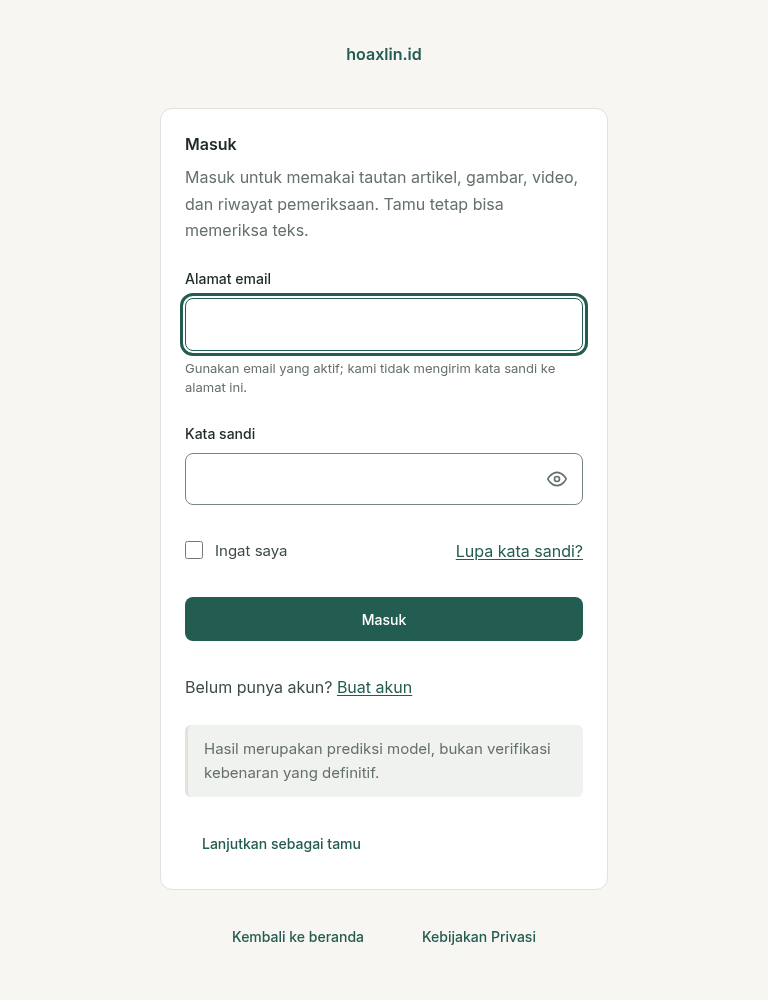 hoaxlin.id
Masuk
Masuk untuk memakai tautan artikel, gambar, video,
dan riwayat pemeriksaan. Tamu tetap bisa
memeriksa teks.
Alamat email
Gunakan email yang aktif; kami tidak mengirim kata sandi ke
alamat ini.
Kata sandi
Ingat saya Lupa kata sandi?
Masuk
Belum punya akun? Buat akun
Hasil merupakan prediksi model, bukan verifikasi
kebenaran yang definitif.
Lanjutkan sebagai tamu
Kembali ke beranda Kebijakan Privasi